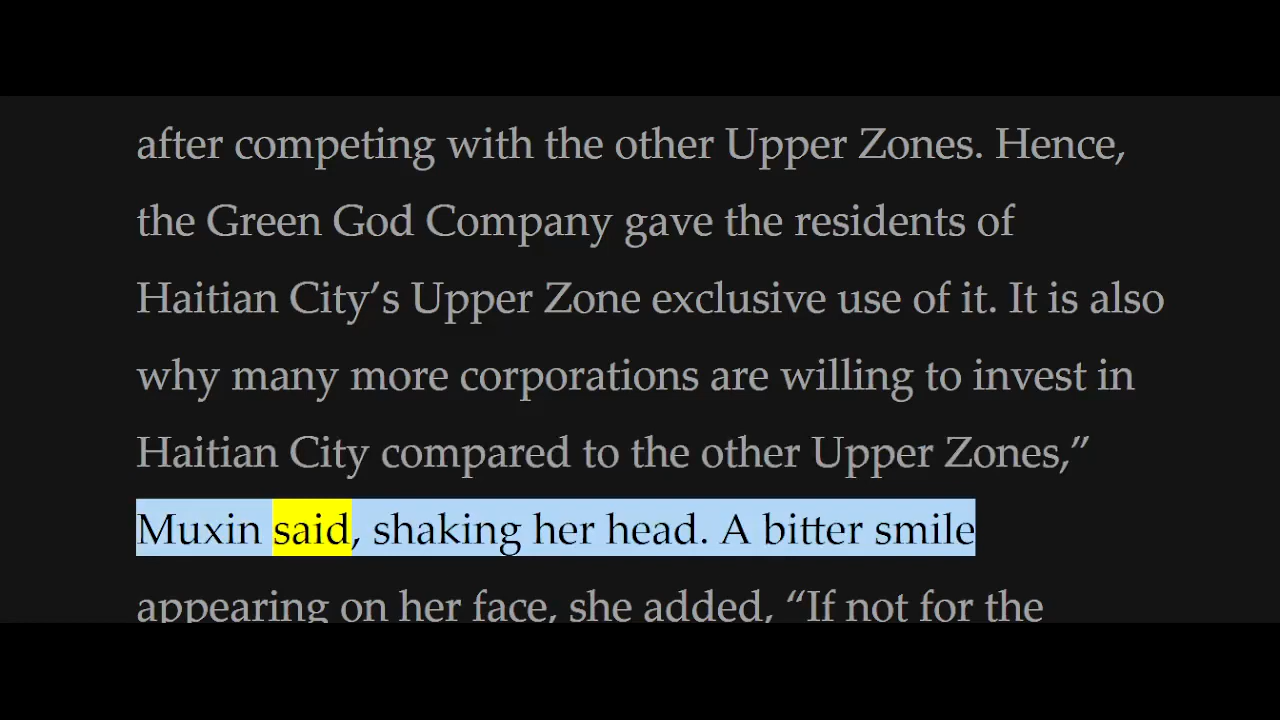 after competing with the other Upper Zones. Hence,
the Green God Company gave the residents of
Haitian City’s Upper Zone exclusive use of it. It is also
why many more corporations are willing to invest in
Haitian City compared to the other Upper Zones,”
Muxin said, shaking her head. A bitter smile
appearing on her face, she added, “If not for the